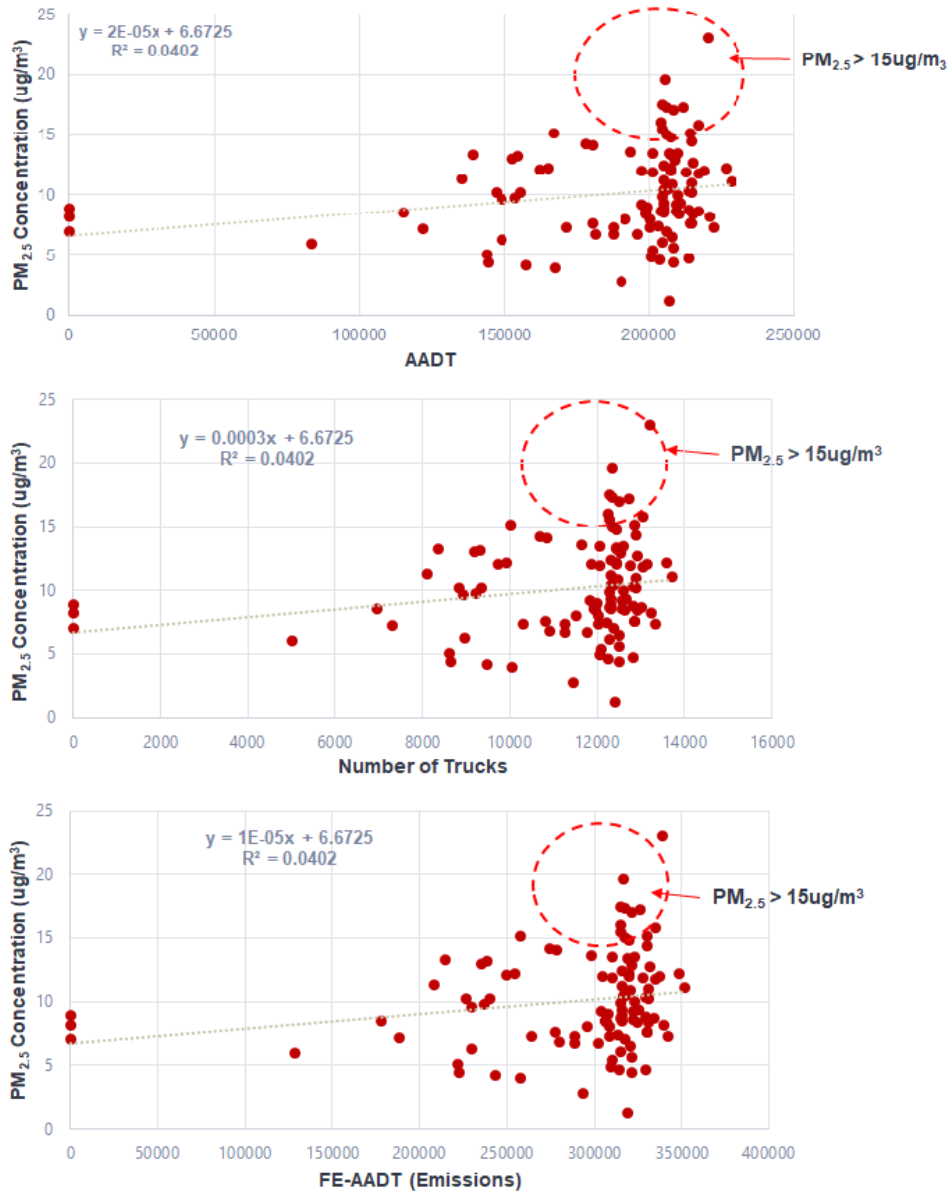 y = 2E-05x + 6.6725
R² = 0.0402
PM₂.₅ > 15ug/m₃
PM₂.₅ Concentration (ug/m³)
25
20
15
10
5
0
0 50000 100000 150000 200000 250000
AADT
y = 0.0003x + 6.6725
R² = 0.0402
PM₂.₅ > 15ug/m³
PM₂.₅ Concentration (ug/m³)
25
20
15
10
5
0
0 2000 4000 6000 8000 10000 12000 14000 16000
Number of Trucks
y = 1E-05x + 6.6725
R² = 0.0402
PM₂.₅ > 15ug/m³
PM₂.₅ Concentration (ug/m³)
25
20
15
10
5
0
0 50000 100000 150000 200000 250000 300000 350000 400000
FE-AADT (Emissions)